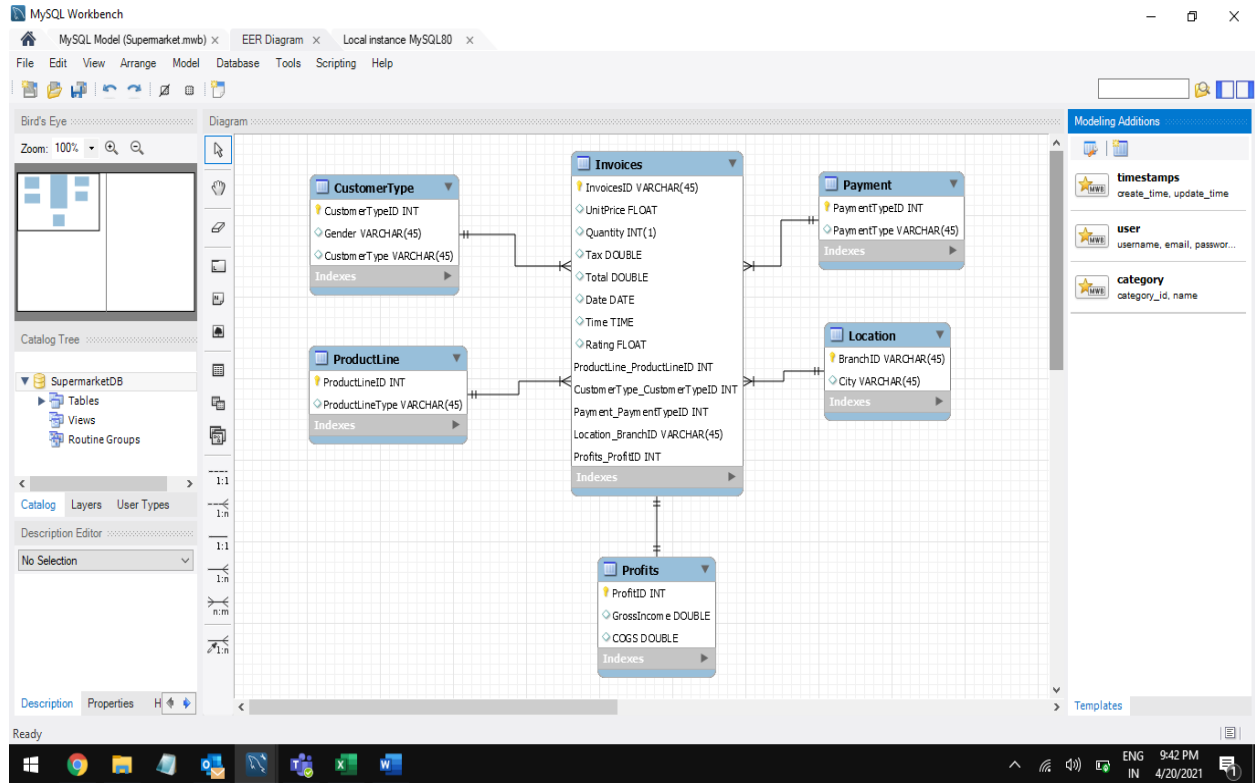 MySQL Workbench
MySQL Model (Supermarket.mwb) ×
EER Diagram ×
Local instance MySQL80 ×
File Edit View Arrange Model Database Tools Scripting Help
Bird's Eye
Zoom: 100%
Catalog Tree
SupermarketDB
Tables
Views
Routine Groups
Catalog Layers User Types
Description Editor
No Selection
Description Properties H
Diagram
1:1
1:n
1:1
1:n
n:m
1:n
CustomerType
CustomerTypeID INT
Gender VARCHAR(45)
CustomerType VARCHAR(45)
Indexes
ProductLine
ProductLineID INT
ProductLineType VARCHAR(45)
Indexes
Invoices
InvoicesID VARCHAR(45)
UnitPrice FLOAT
Quantity INT(1)
Tax DOUBLE
Total DOUBLE
Date DATE
Time TIME
Rating FLOAT
ProductLine_ProductLineID INT
CustomerType_CustomerTypeID INT
Payment_PaymentTypeID INT
Location_BranchID VARCHAR(45)
Profits_ProfitID INT
Indexes
Payment
PaymentTypeID INT
PaymentType VARCHAR(45)
Indexes
Location
BranchID VARCHAR(45)
City VARCHAR(45)
Indexes
Profits
ProfitID INT
GrossIncome DOUBLE
COGS DOUBLE
Indexes
Modeling Additions
MWB
timestamps
create_time, update_time
MWB
user
username, email, passwor...
MWB
category
category_id, name
Templates
Ready
ENG
IN
9:42 PM
4/20/2021
1